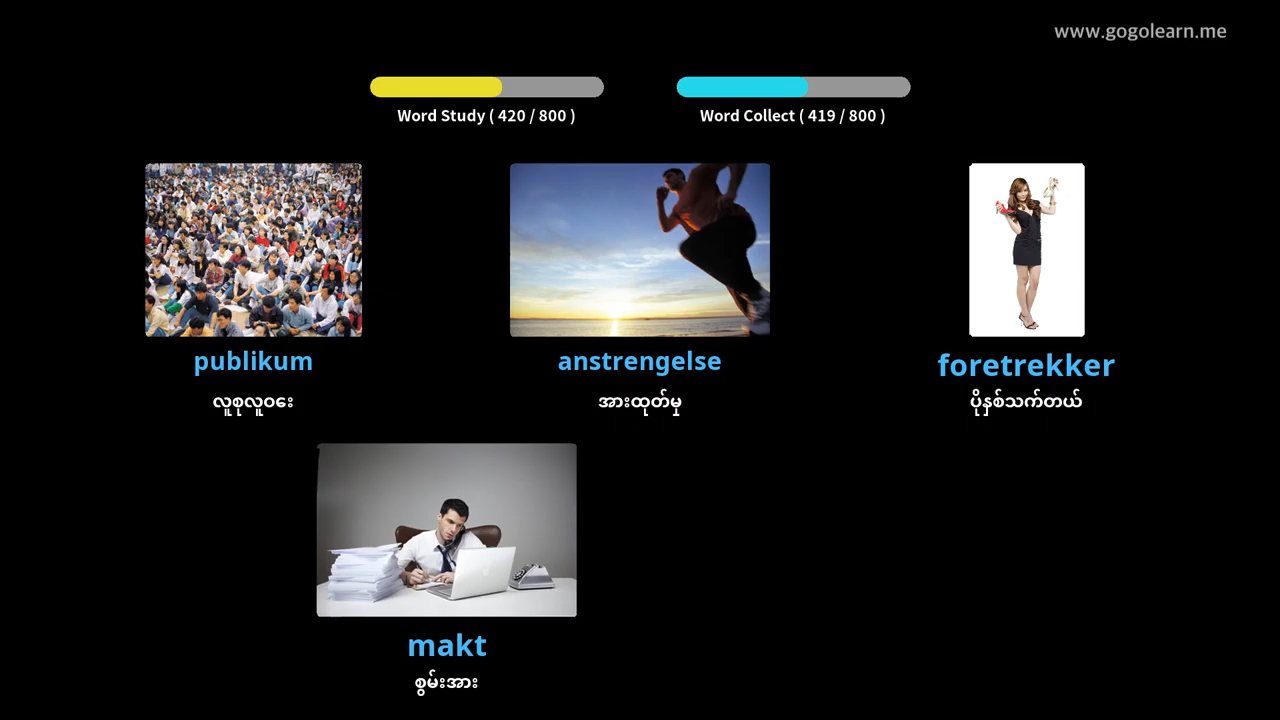 www.gogolearn.me
Word Study ( 420 / 800 )
Word Collect ( 419 / 800 )
publikum
anstrengelse
foretrekker
လူစုလူဝေး
အားထုတ်မှု
ပိုနှစ်သက်တယ်
makt
စွမ်းအား